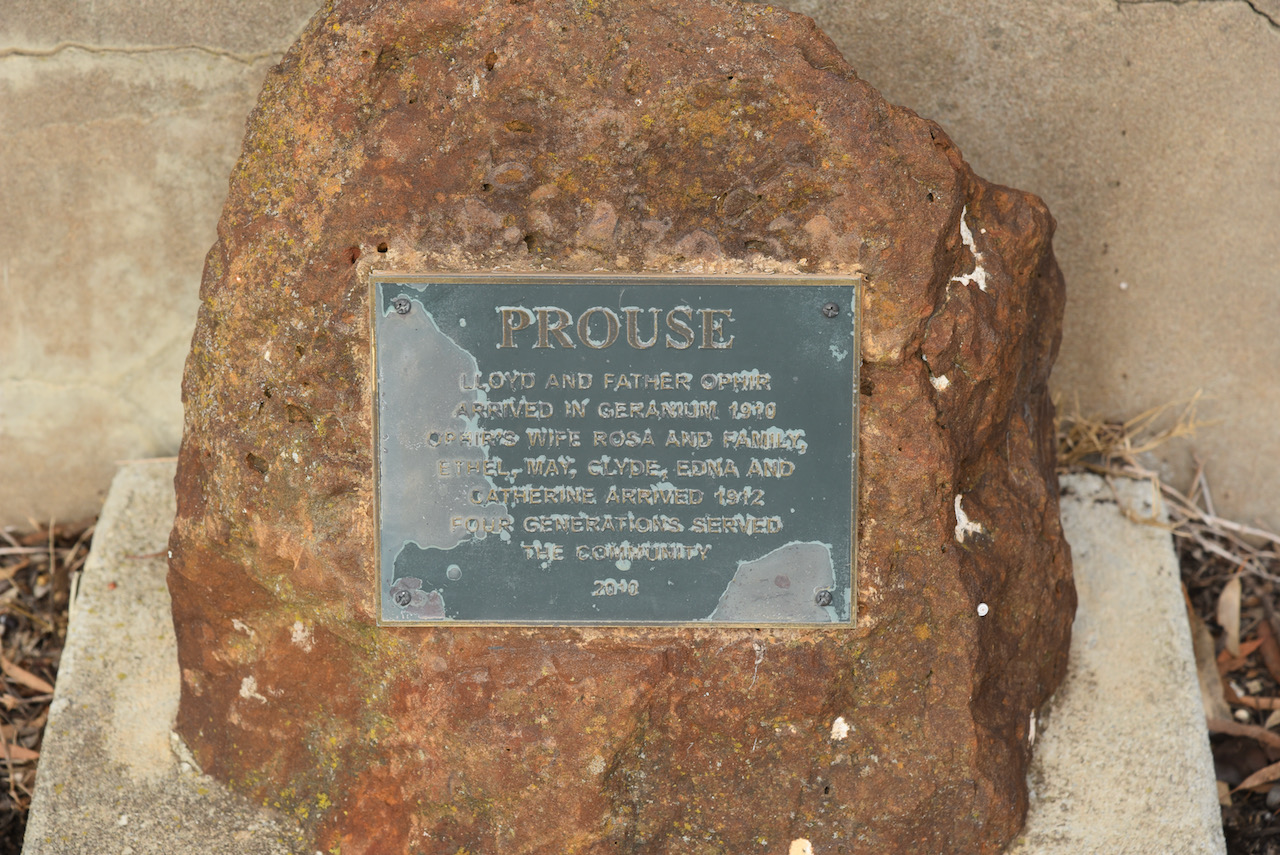 PROUSE
LLOYD AND FATHER OPHIR
ARRIVED IN GERANIUM 1910
OPHIR'S WIFE ROSA AND FAMILY,
ETHEL, MAY, CLYDE, EDNA AND
CATHERINE ARRIVED 1912
FOUR GENERATIONS SERVED
THE COMMUNITY
2010